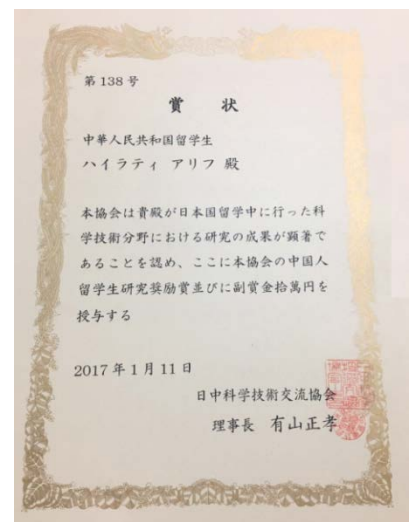 第138号
賞 状
中華人民共和国留学生
ハイラティ アリフ 殿
本協会は貴殿が日本国留学中に行った科
学技術分野における研究の成果が顕著で
あることを認め、ここに本協会の中国人
留学生研究奨励賞並びに副賞金拾萬円を
授与する
2017年1月11日
日中科学技術交流協会
理事長 有山正孝